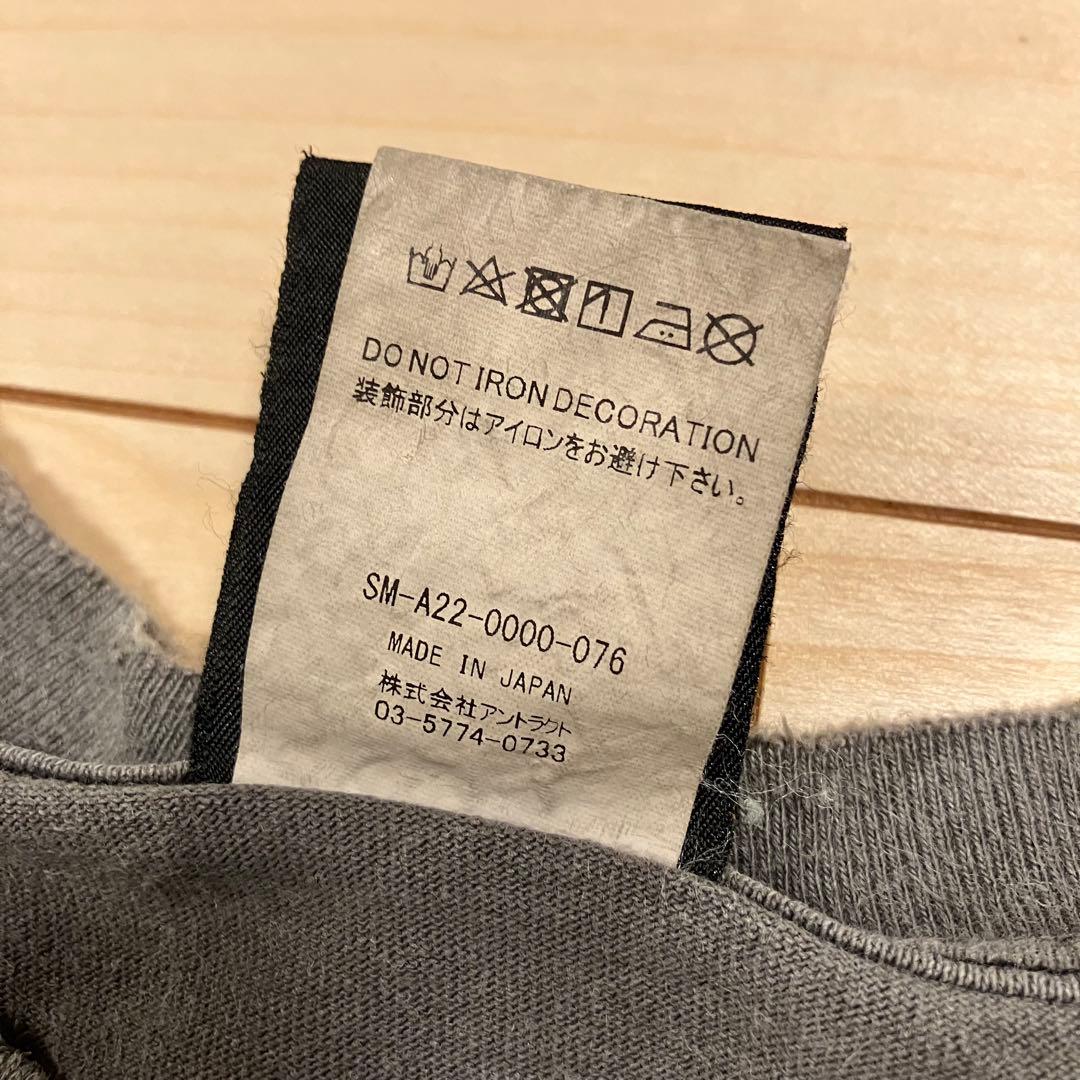 DO NOT IRON DECORATION
装飾部分はアイロンをお避け下さい。
SM-A22-0000-076
MADE IN JAPAN
株式会社アントラクト
03-5774-0733